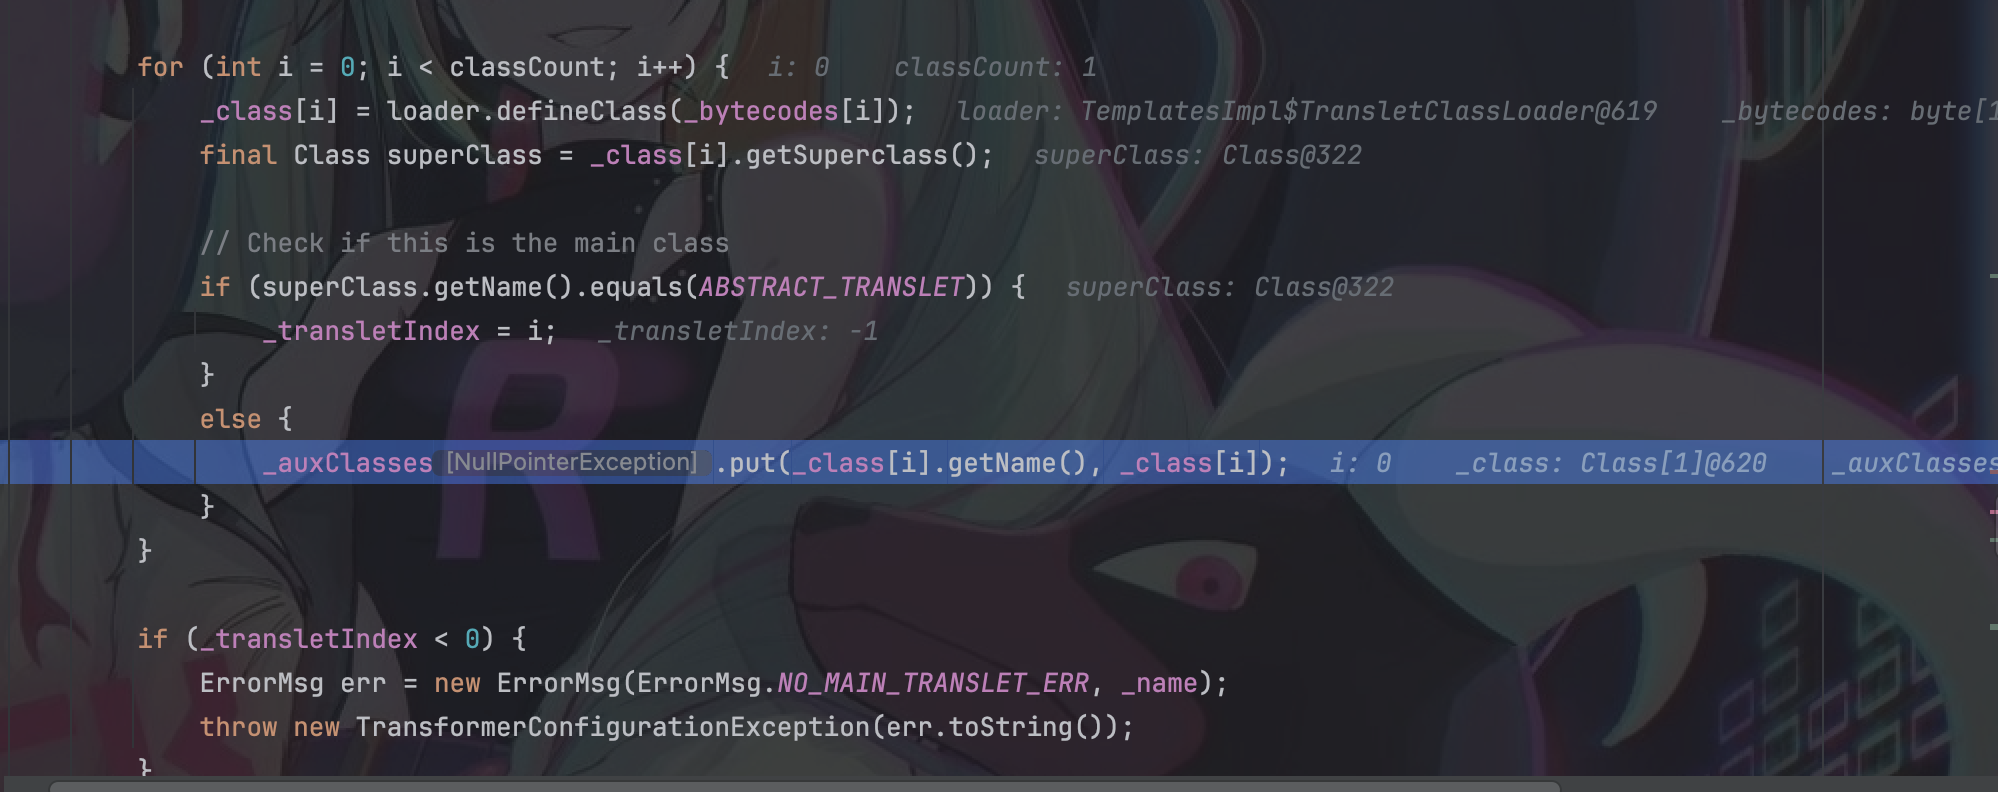 for (int i = 0; i < classCount; i++) { i: 0 classCount: 1
_class[i] = loader.defineClass(_bytecodes[i]); loader: TemplatesImpl$TransletClassLoader@619 _bytecodes: byte[1
final Class superClass = _class[i].getSuperclass(); superClass: Class@322
// Check if this is the main class
if (superClass.getName().equals(ABSTRACT_TRANSLET)) { superClass: Class@322
_transletIndex = i; _transletIndex: -1
}
else {
_auxClasses [NullPointerException] .put(_class[i].getName(), _class[i]); i: 0 _class: Class[1]@620 _auxClasses
}
}
if (_transletIndex < 0) {
ErrorMsg err = new ErrorMsg(ErrorMsg.NO_MAIN_TRANSLET_ERR, _name);
throw new TransformerConfigurationException(err.toString());
}
R